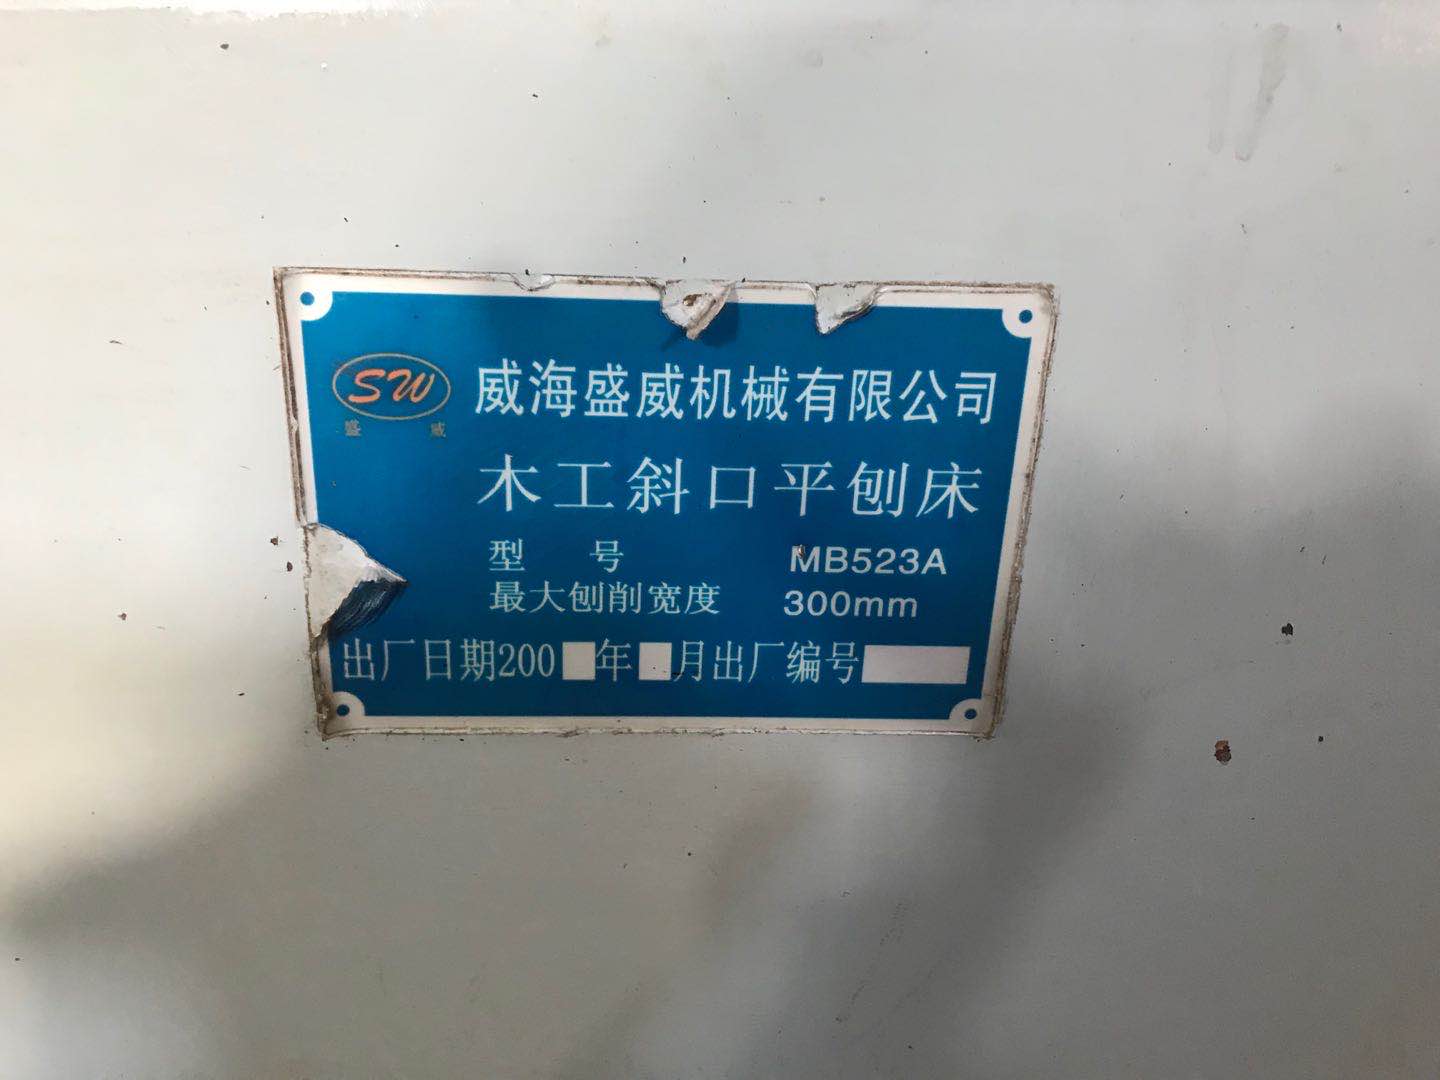 SW
盛 威
威海盛威机械有限公司
木工斜口平刨床
型 号 MB523A
最大刨削宽度 300mm
出厂日期200 年 月出厂编号